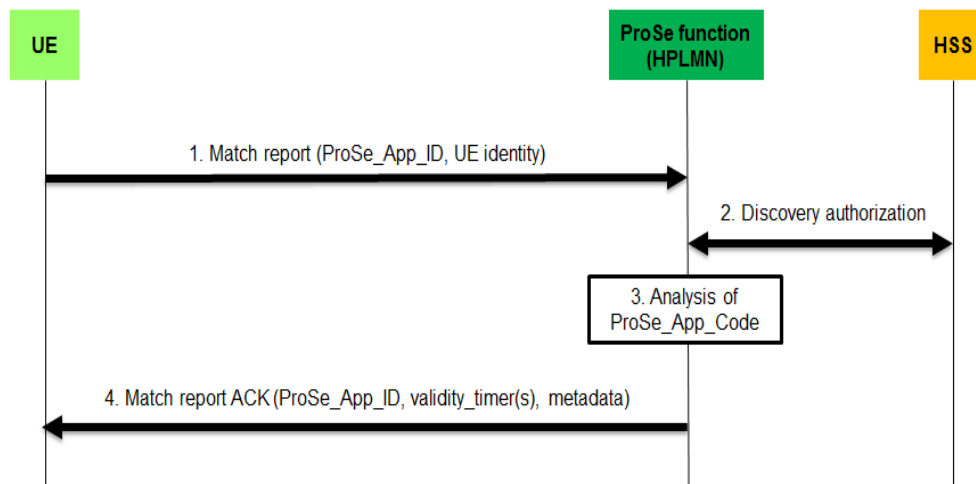 UE
ProSe function
(HPLMN)
HSS
1. Match report (ProSe_App_ID, UE identity)
2. Discovery authorization
3. Analysis of
ProSe_App_Code
4. Match report ACK (ProSe_App_ID, validity_timer(s), metadata)